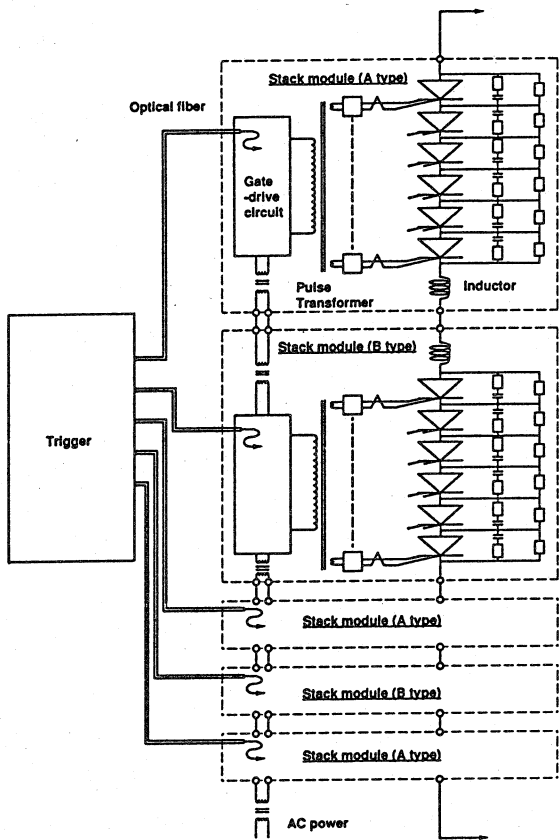 Stack module (A type)
Optical fiber
Gate
-drive
circuit
Pulse
Transformer
Inductor
Stack module (B type)
Trigger
Stack module (A type)
Stack module (B type)
Stack module (A type)
AC power